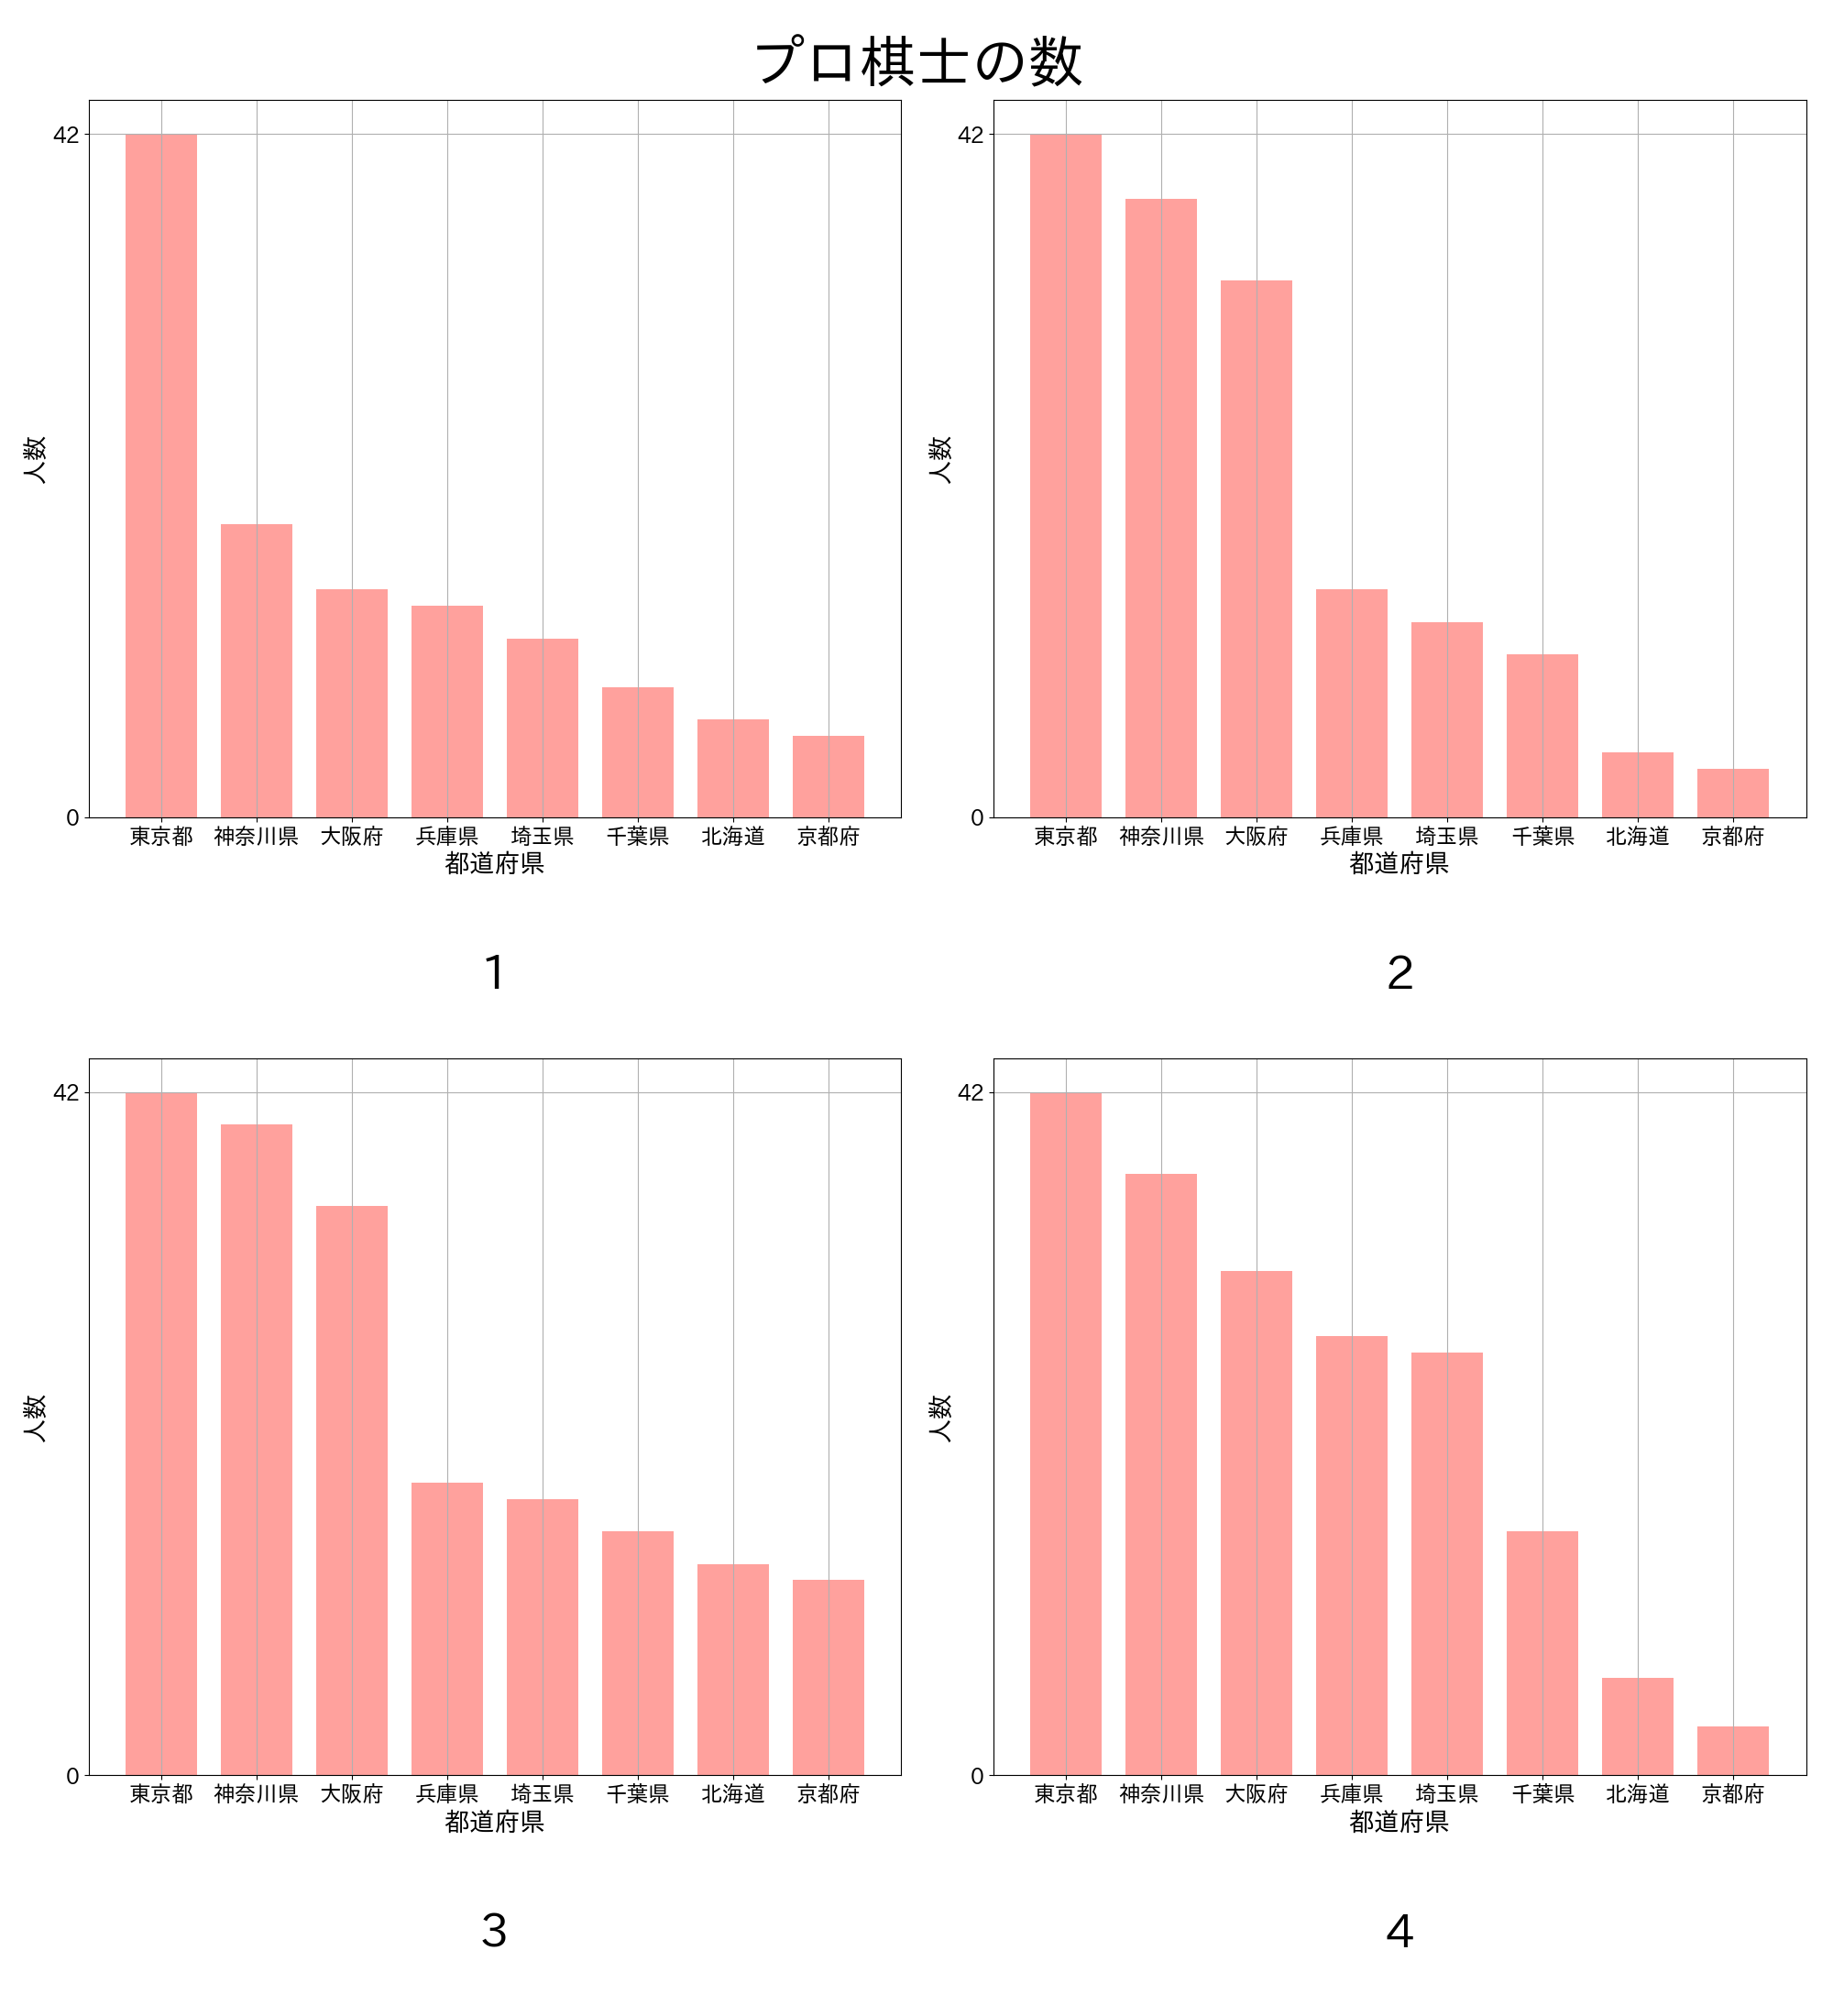 プロ棋士の数
42
0
人数
東京都 神奈川県 大阪府 兵庫県 埼玉県 千葉県 北海道 京都府
都道府県
1
42
0
人数
東京都 神奈川県 大阪府 兵庫県 埼玉県 千葉県 北海道 京都府
都道府県
2
42
0
人数
東京都 神奈川県 大阪府 兵庫県 埼玉県 千葉県 北海道 京都府
都道府県
3
42
0
人数
東京都 神奈川県 大阪府 兵庫県 埼玉県 千葉県 北海道 京都府
都道府県
4